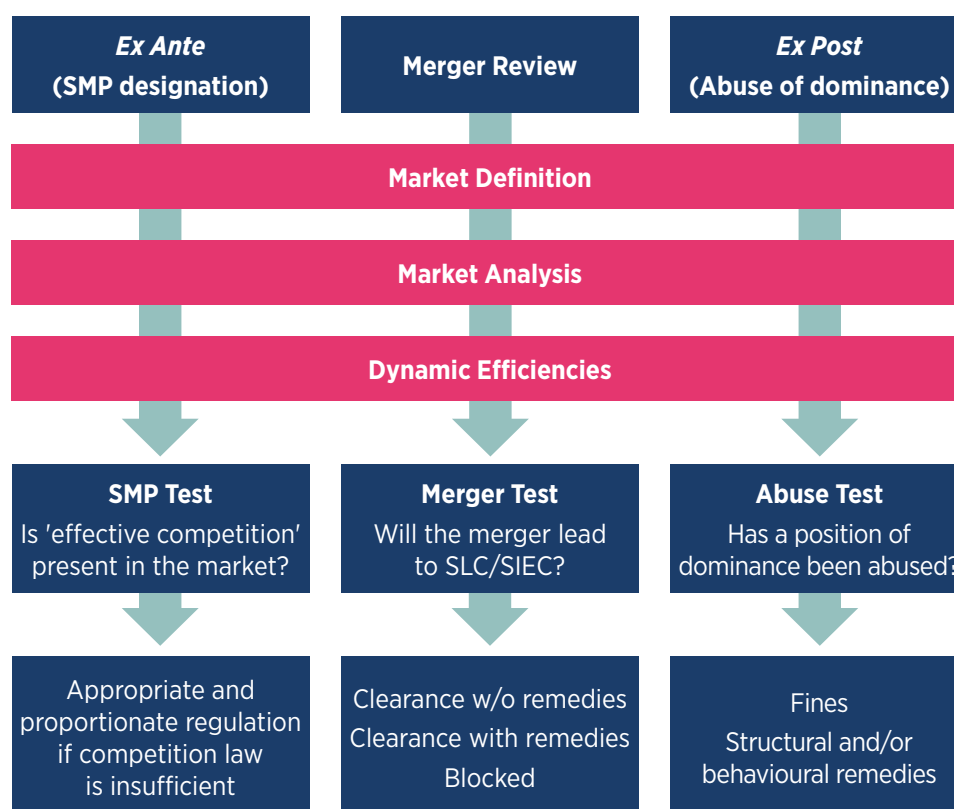 Ex Ante
(SMP designation)
Merger Review
Ex Post
(Abuse of dominance)
Market Definition
Market Analysis
Dynamic Efficiencies
SMP Test
Is 'effective competition'
present in the market?
Merger Test
Will the merger lead
to SLC/SIEC?
Abuse Test
Has a position of
dominance been abused?
Appropriate and
proportionate regulation
if competition law
is insufficient
Clearance w/o remedies
Clearance with remedies
Blocked
Fines
Structural and/or
behavioural remedies